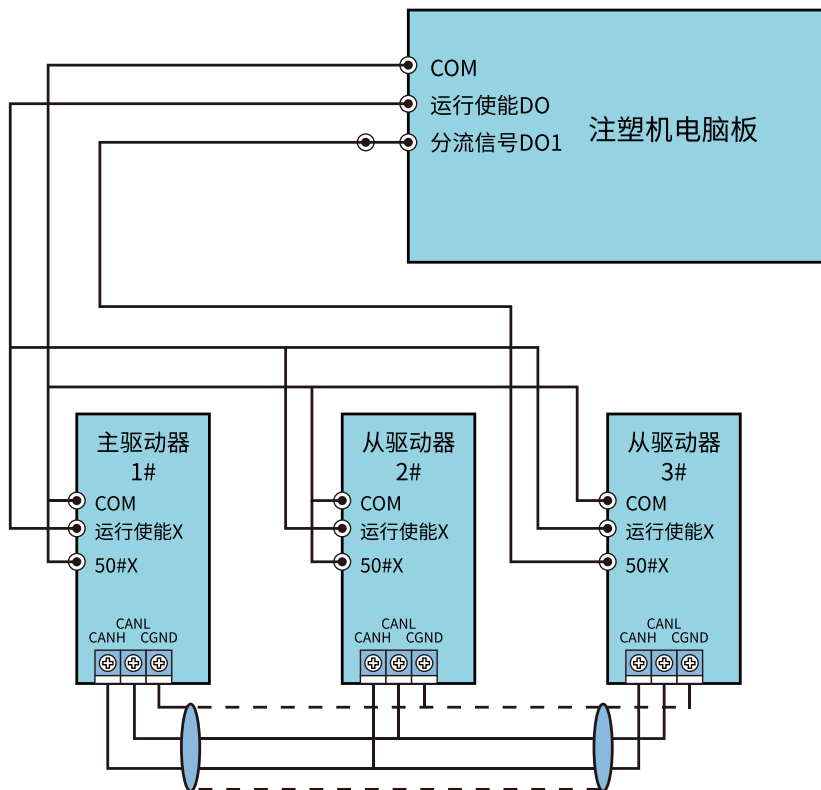 COM
运行使能DO
分流信号DO1
注塑机电脑板
主驱动器
1#
COM
运行使能X
50#X
CANL
CANH CGND
从驱动器
2#
COM
运行使能X
50#X
CANL
CANH CGND
从驱动器
3#
COM
运行使能X
50#X
CANL
CANH CGND